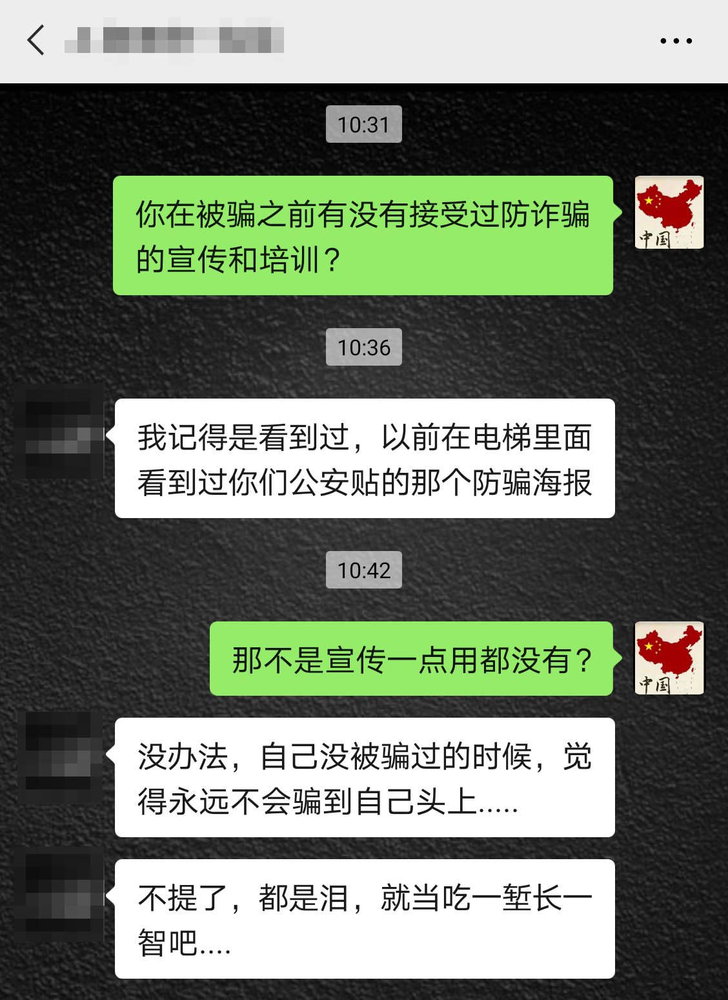 10:31
你在被骗之前有没有接受过防诈骗
的宣传和培训？
中国
10:36
我记得是看到过，以前在电梯里面
看到过你们公安贴的那个防骗海报
10:42
那不是宣传一点用都没有？
中国
没办法，自己没被骗过的时候，觉
得永远不会骗到自己头上.....
不提了，都是泪，就当吃一堑长一
智吧....